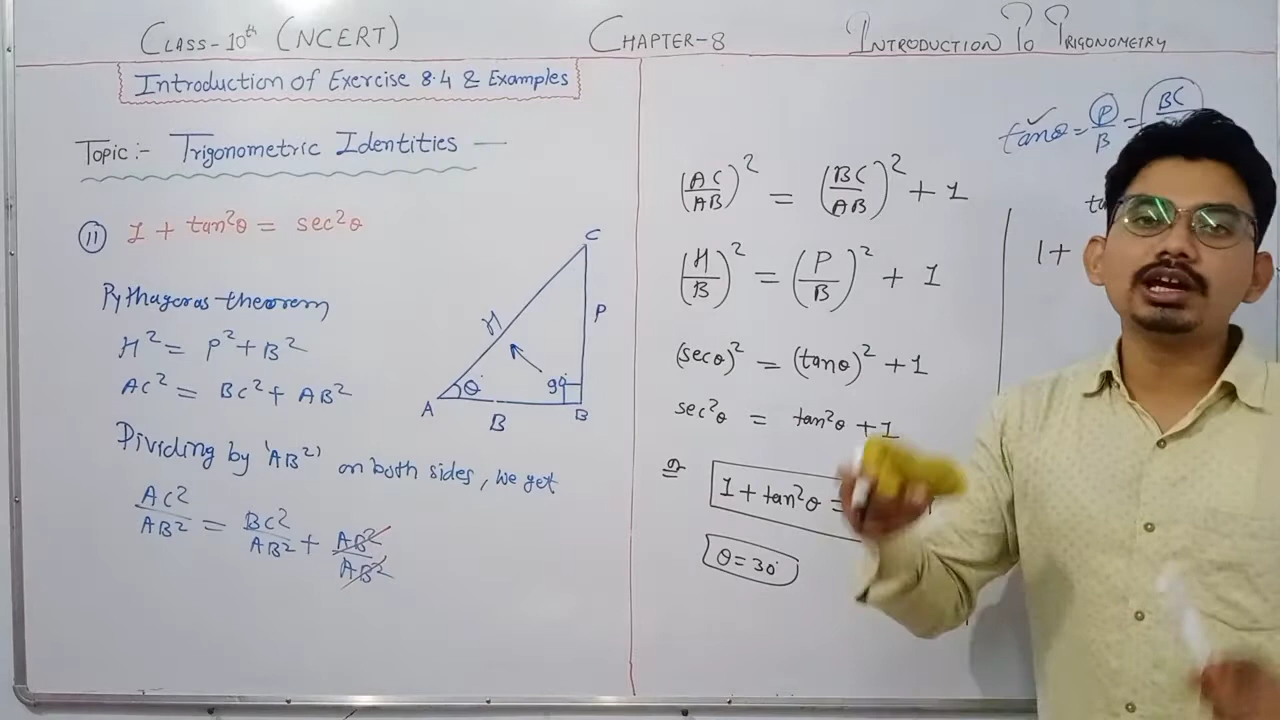 CLASS-10th (NCERT) CHAPTER-8 INTRODUCTION TO TRIGONOMETRY
Introduction of Exercise 8.4 & Examples
TOPIC:- Trigonometric Identities —
(ii) 1 + tan²θ = sec²θ
Pythagoras theorem
H² = P² + B²
AC² = BC² + AB²
Dividing by 'AB²' on both sides, we get
AC²/AB² = BC²/AB² + AB²/AB²
C
H
P
θ
90°
A
B
B
(AC/AB)² = (BC/AB)² + 1
(H/B)² = (P/B)² + 1
(secθ)² = (tanθ)² + 1
sec²θ = tan²θ + 1
or
1 + tan²θ =
θ = 30°
tanθ = P/B = BC
1+